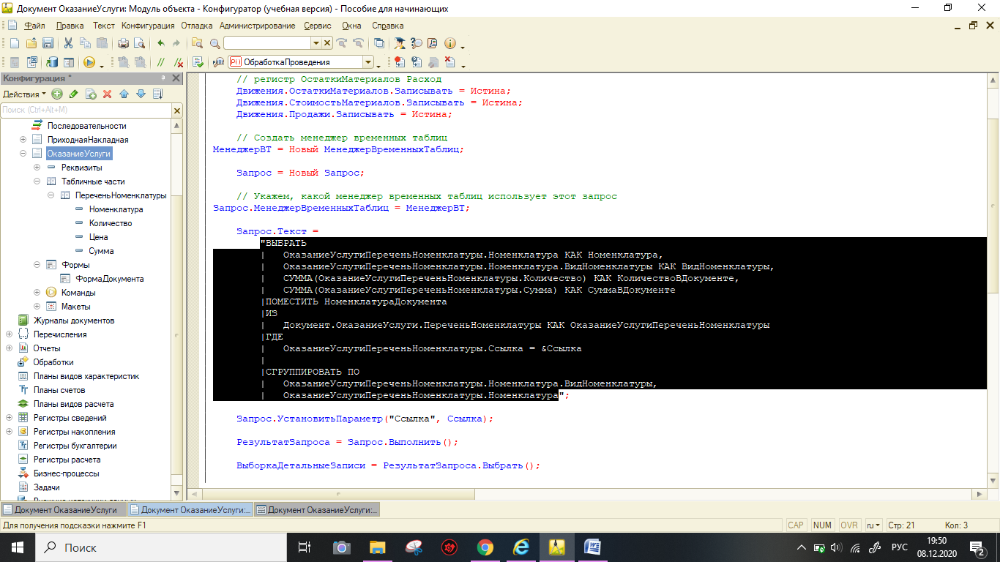 Документ ОказаниеУслуги: Модуль объекта - Конфигуратор (учебная версия) - Пособие для начинающих
Файл Правка Текст Конфигурация Отладка Администрирование Сервис Окна Справка
ОбработкаПроведения
Конфигурация *
Действия
Поиск (Ctrl+Alt+M)
Последовательности
ПриходнаяНакладная
ОказаниеУслуги
Реквизиты
Табличные части
ПереченьНоменклатуры
Номенклатура
Количество
Цена
Сумма
Формы
ФормаДокумента
Команды
Макеты
Журналы документов
Перечисления
Отчеты
Обработки
Планы видов характеристик
Планы счетов
Планы видов расчета
Регистры сведений
Регистры накопления
Регистры бухгалтерии
Регистры расчета
Бизнес-процессы
Задачи
// регистр ОстаткиМатериалов Расход
Движения.ОстаткиМатериалов.Записывать = Истина;
Движения.СтоимостьМатериалов.Записывать = Истина;
Движения.Продажи.Записывать = Истина;
// Создать менеджер временных таблиц
МенеджерВТ = Новый МенеджерВременныхТаблиц;
Запрос = Новый Запрос;
// Укажем, какой менеджер временных таблиц использует этот запрос
Запрос.МенеджерВременныхТаблиц = МенеджерВТ;
Запрос.Текст =
"ВЫБРАТЬ
| ОказаниеУслугиПереченьНоменклатуры.Номенклатура КАК Номенклатура,
| ОказаниеУслугиПереченьНоменклатуры.Номенклатура.ВидНоменклатуры КАК ВидНоменклатуры,
| СУММА(ОказаниеУслугиПереченьНоменклатуры.Количество) КАК КоличествоВДокументе,
| СУММА(ОказаниеУслугиПереченьНоменклатуры.Сумма) КАК СуммаВДокументе
|ПОМЕСТИТЬ НоменклатураДокумента
|ИЗ
| Документ.ОказаниеУслуги.ПереченьНоменклатуры КАК ОказаниеУслугиПереченьНоменклатуры
|ГДЕ
| ОказаниеУслугиПереченьНоменклатуры.Ссылка = &Ссылка
|
|СГРУППИРОВАТЬ ПО
| ОказаниеУслугиПереченьНоменклатуры.Номенклатура.ВидНоменклатуры,
| ОказаниеУслугиПереченьНоменклатуры.Номенклатура";
Запрос.УстановитьПараметр("Ссылка", Ссылка);
РезультатЗапроса = Запрос.Выполнить();
ВыборкаДетальныеЗаписи = РезультатЗапроса.Выбрать();
Документ ОказаниеУслуги Документ ОказаниеУслуги:... Документ ОказаниеУслуги:...
Для получения подсказки нажмите F1 CAP NUM OVR ru Стр: 21 Кол: 3
Поиск РУС 19:50
08.12.2020 2